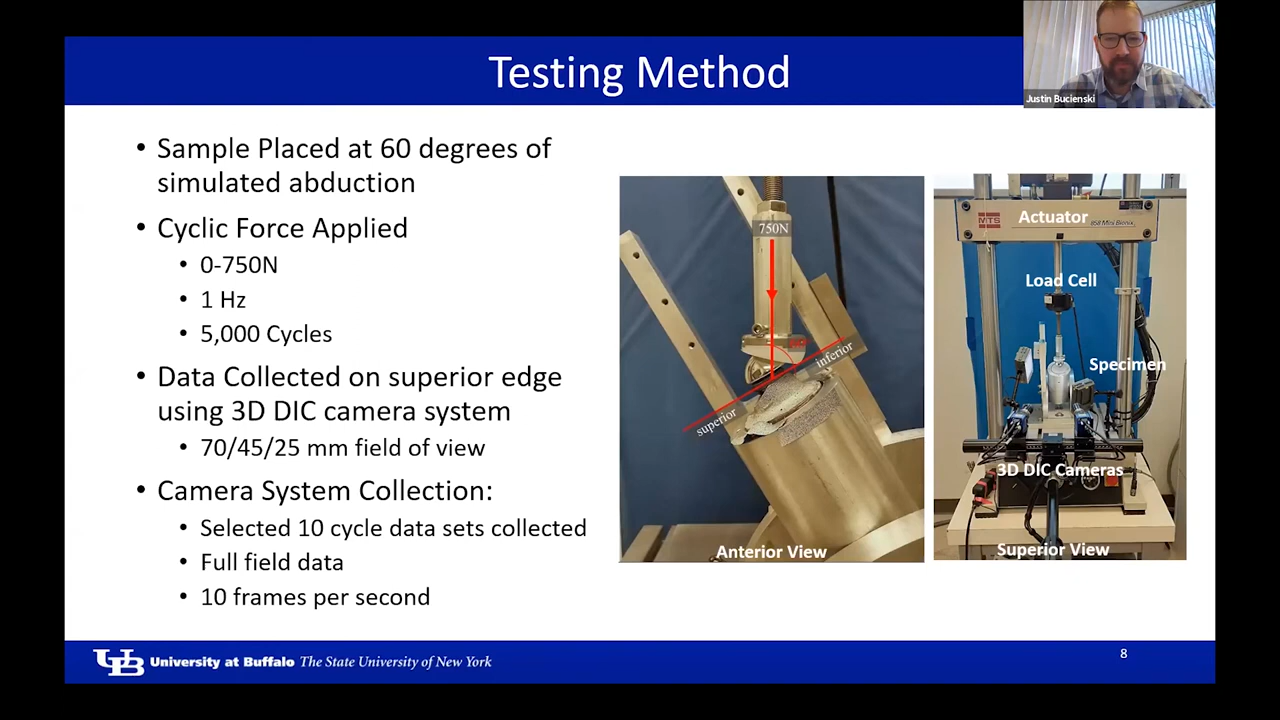 Testing Method
Justin Bucienski
• Sample Placed at 60 degrees of
simulated abduction
• Cyclic Force Applied
• 0-750N
• 1 Hz
• 5,000 Cycles
• Data Collected on superior edge
using 3D DIC camera system
• 70/45/25 mm field of view
• Camera System Collection:
• Selected 10 cycle data sets collected
• Full field data
• 10 frames per second
750N
inferior
superior
Anterior View
MTS
Actuator
858 Mini Bionix
Load Cell
Specimen
3D DIC Cameras
Superior View
UB University at Buffalo The State University of New York
8